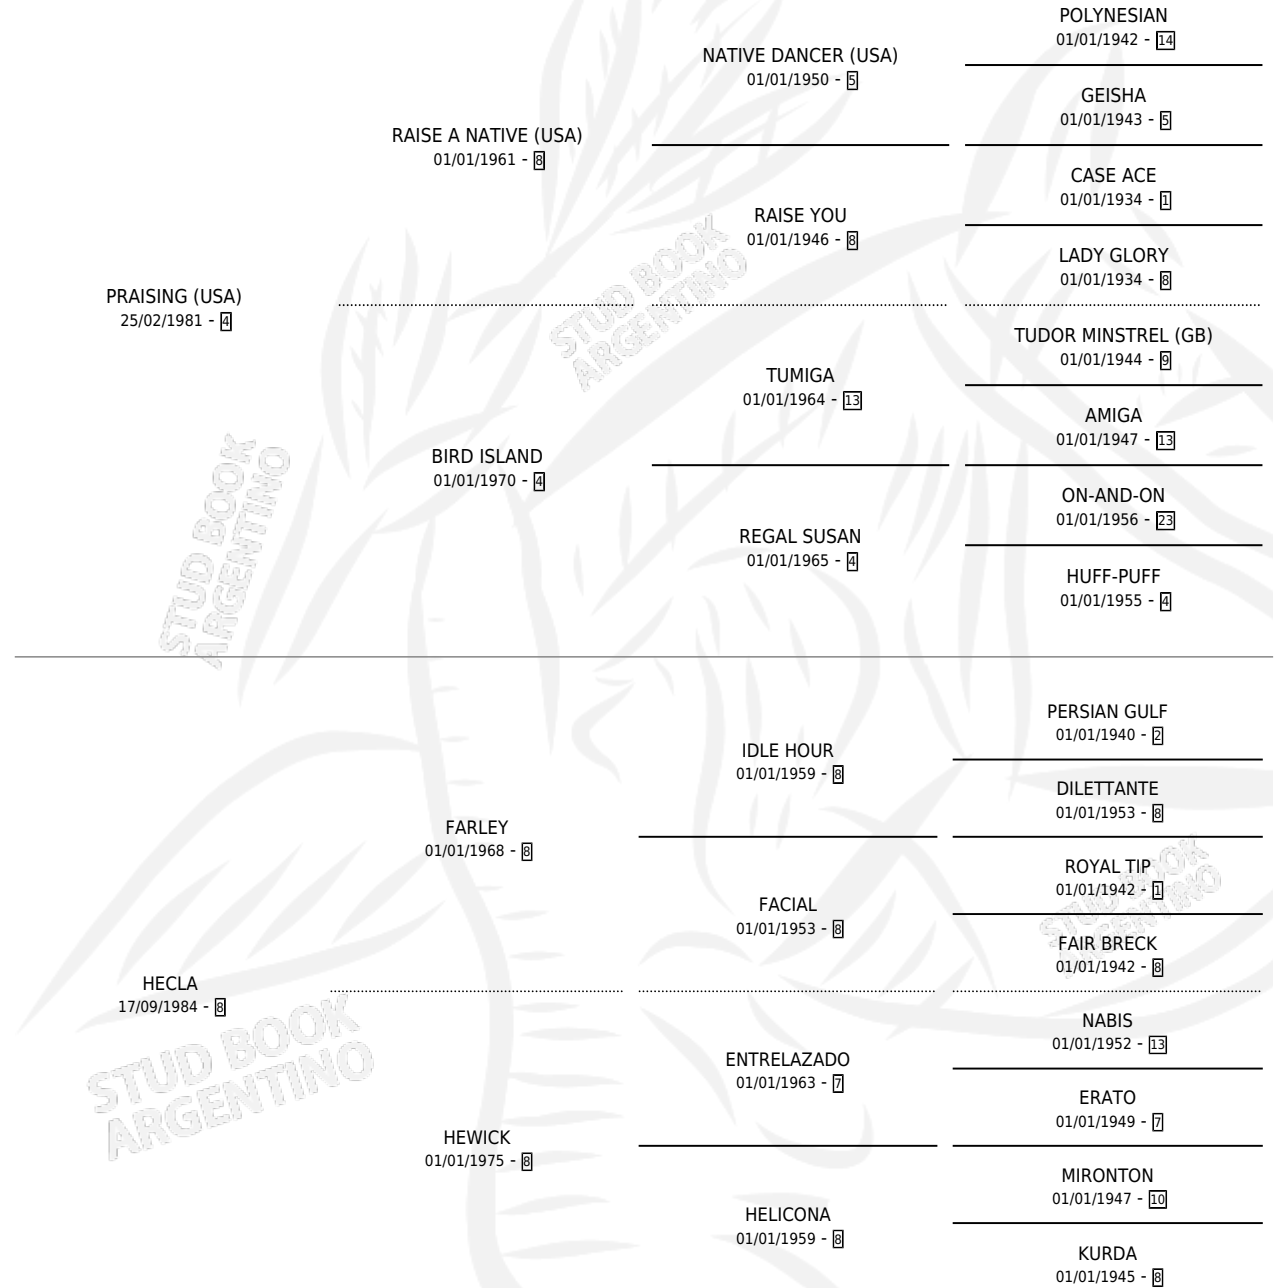 POLYNESIAN
01/01/1942 - 14
NATIVE DANCER (USA)
01/01/1950 - 5
GEISHA
01/01/1943 - 5
RAISE A NATIVE (USA)
01/01/1961 - 8
CASE ACE
01/01/1934 - 1
RAISE YOU
01/01/1946 - 8
LADY GLORY
01/01/1934 - 8
PRAISING (USA)
25/02/1981 - 4
STUD BOOK
ARGENTINO
TUDOR MINSTREL (GB)
01/01/1944 - 9
TUMIGA
01/01/1964 - 13
AMIGA
01/01/1947 - 13
BIRD ISLAND
01/01/1970 - 4
ON-AND-ON
01/01/1956 - 23
REGAL SUSAN
01/01/1965 - 4
HUFF-PUFF
01/01/1955 - 4
STUD BOOK
ARGENTINO
PERSIAN GULF
01/01/1940 - 2
IDLE HOUR
01/01/1959 - 8
DILETTANTE
01/01/1953 - 8
FARLEY
01/01/1968 - 8
ROYAL TIP
01/01/1942 - 1
FACIAL
01/01/1953 - 8
STUD BOOK
ARGENTINO
FAIR BRECK
01/01/1942 - 8
HECLA
17/09/1984 - 8
NABIS
01/01/1952 - 13
ENTRELAZADO
01/01/1963 - 7
STUD BOOK
ARGENTINO
ERATO
01/01/1949 - 7
HEWICK
01/01/1975 - 8
MIRONTON
01/01/1947 - 10
HELICONA
01/01/1959 - 8
KURDA
01/01/1945 - 8